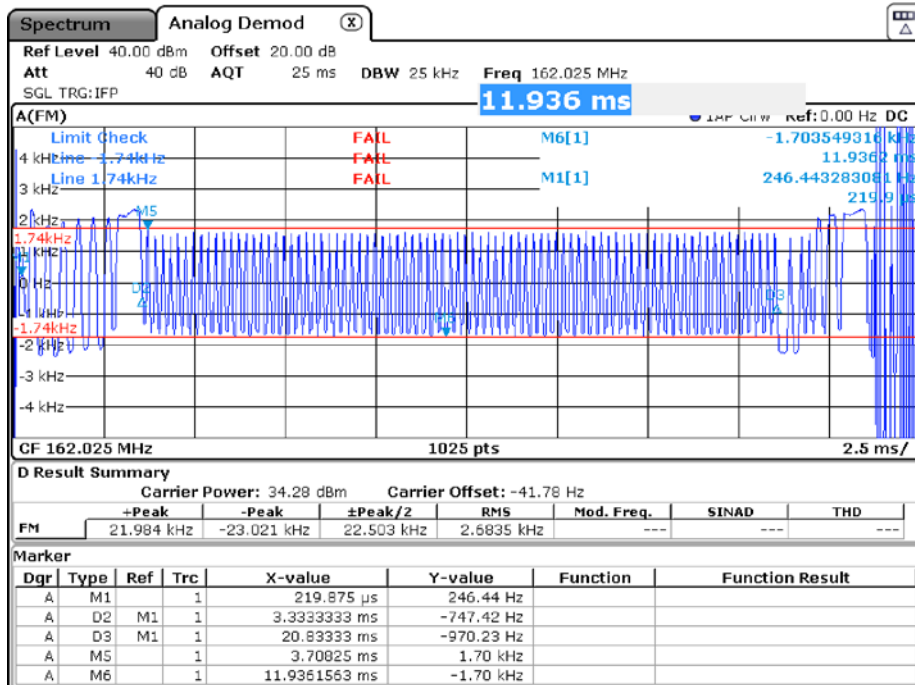 Spectrum Analog Demod X
Ref Level 40.00 dBm Offset 20.00 dB
Att 40 dB AQT 25 ms DBW 25 kHz Freq 162.025 MHz
SGL TRG:IFP
11.936 ms
A(FM) Ref:0.00 Hz DC
Limit Check FAIL M6[1] -1.703549316
Line -1.74kHz FAIL 11.9362 ms
Line 1.74kHz FAIL M1[1] 246.443283081
219.9 µs
4 kHz
3 kHz
2 kHz
M5
1.74kHz
1 kHz
0 Hz
D2
D3
-1 kHz
-1.74kHz
-2 kHz
-3 kHz
-4 kHz
CF 162.025 MHz 1025 pts 2.5 ms/
D Result Summary
Carrier Power: 34.28 dBm Carrier Offset: -41.78 Hz
+Peak -Peak ±Peak/2 RMS Mod. Freq. SINAD THD
FM 21.984 kHz -23.021 kHz 22.503 kHz 2.6835 kHz --- --- ---
Marker
Dgr Type Ref Trc X-value Y-value Function Function Result
A M1 1 219.875 µs 246.44 Hz
A D2 M1 1 3.3333333 ms -747.42 Hz
A D3 M1 1 20.83333 ms -970.23 Hz
A M5 1 3.70825 ms 1.70 kHz
A M6 1 11.9361563 ms -1.70 kHz